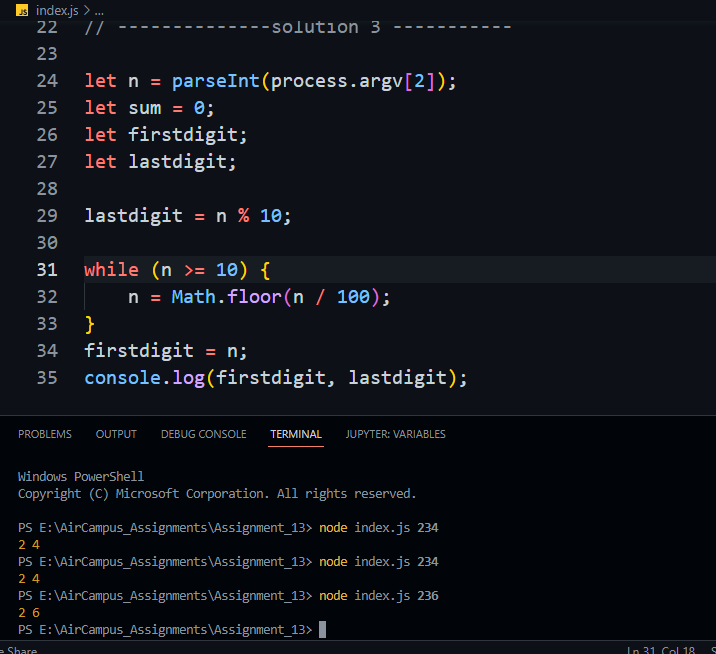 JS index.js > ...
22 // --------------solution 3 -----------
23
24 let n = parseInt(process.argv[2]);
25 let sum = 0;
26 let firstdigit;
27 let lastdigit;
28
29 lastdigit = n % 10;
30
31 while (n >= 10) {
32 n = Math.floor(n / 100);
33 }
34 firstdigit = n;
35 console.log(firstdigit, lastdigit);
PROBLEMS OUTPUT DEBUG CONSOLE TERMINAL JUPYTER: VARIABLES
Windows PowerShell
Copyright (C) Microsoft Corporation. All rights reserved.
PS E:\AirCampus_Assignments\Assignment_13> node index.js 234
2 4
PS E:\AirCampus_Assignments\Assignment_13> node index.js 234
2 4
PS E:\AirCampus_Assignments\Assignment_13> node index.js 236
2 6
PS E:\AirCampus_Assignments\Assignment_13>
e Share Ln 31, Col 18